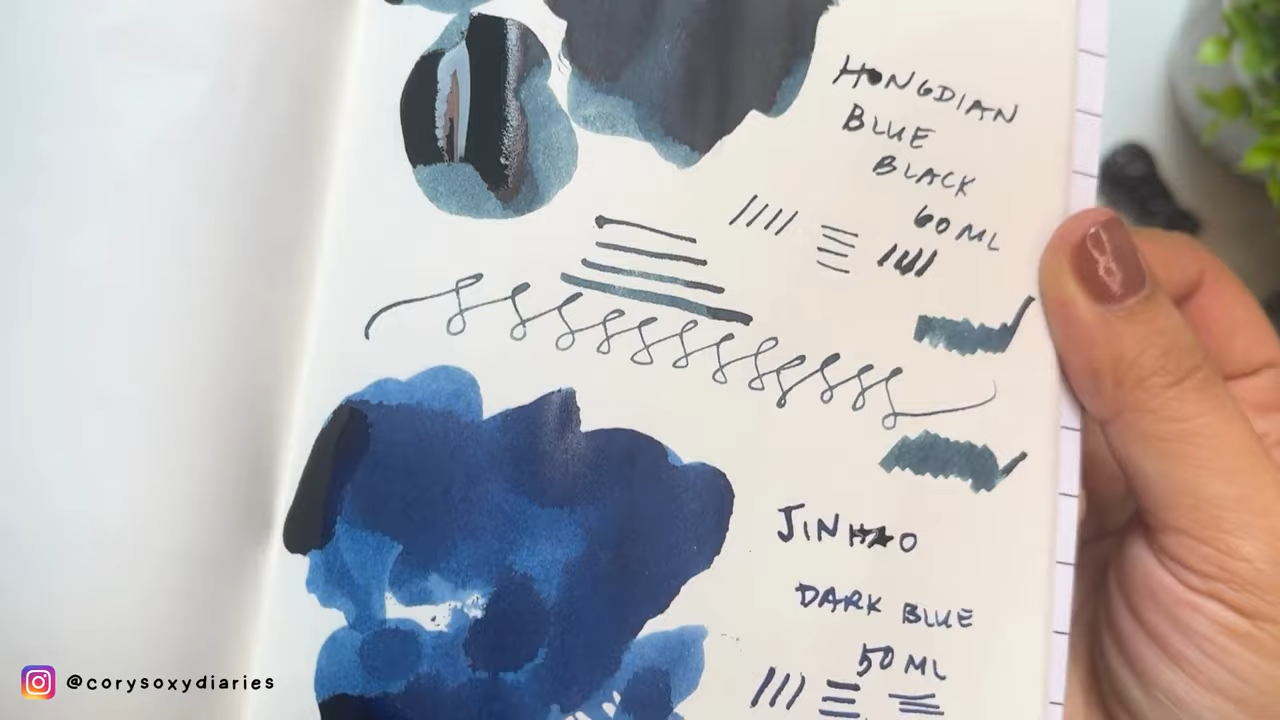 HONGDIAN
BLUE
BLACK
60ML
JINHAO
DARK BLUE
50ML
@corysoxydiaries